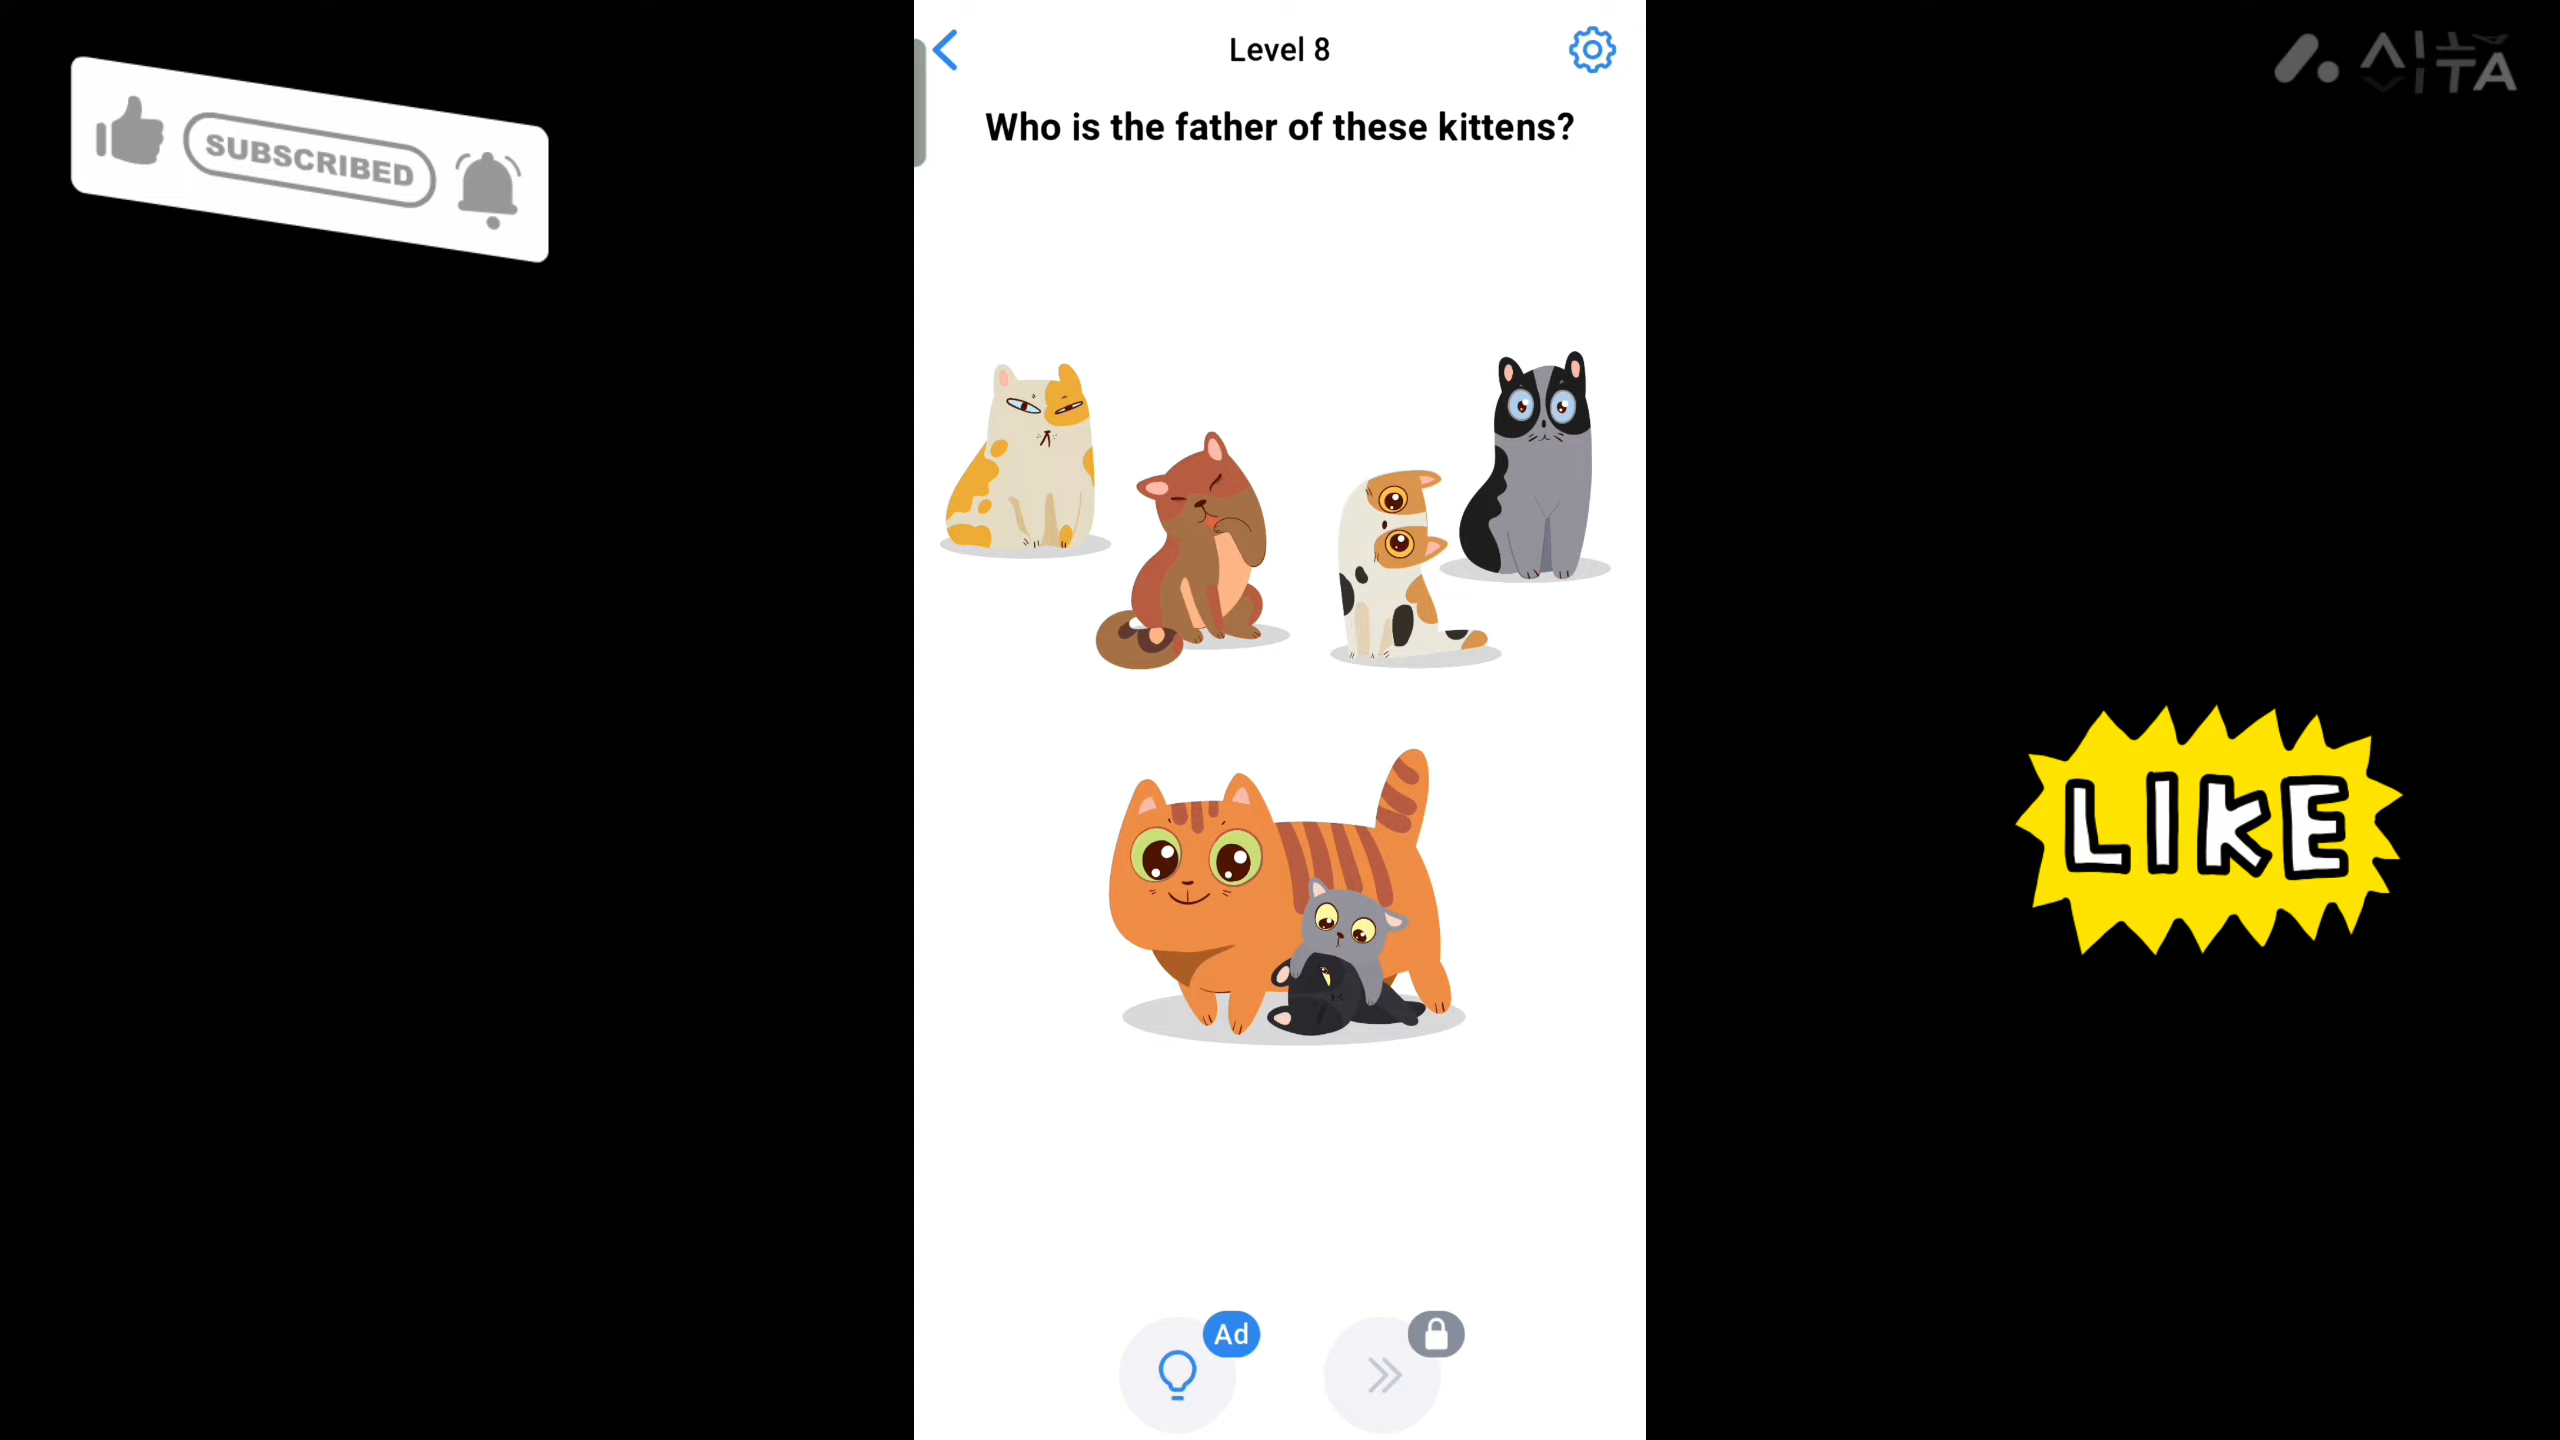 Level 8
Who is the father of these kittens?
SUBSCRIBED
LIKE
Ad